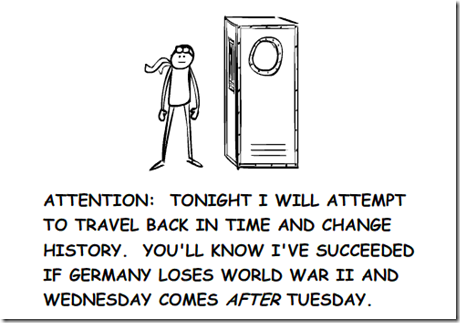 ATTENTION:  TONIGHT I WILL ATTEMPT
TO TRAVEL BACK IN TIME AND CHANGE
HISTORY.  YOU'LL KNOW I'VE SUCCEEDED
IF GERMANY LOSES WORLD WAR II AND
WEDNESDAY COMES AFTER TUESDAY.